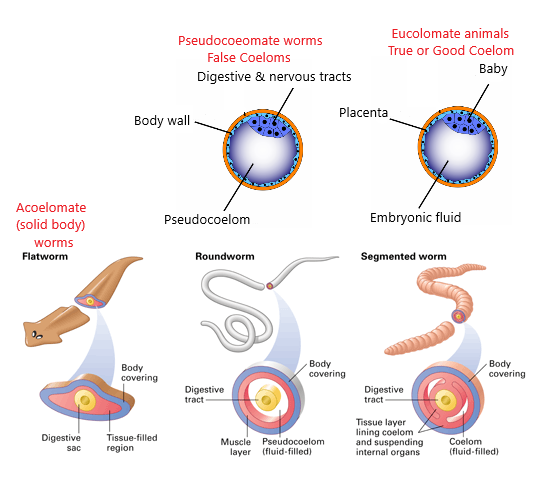 Pseudocoeomate worms
False Coeloms
Digestive & nervous tracts
Body wall
Pseudocoelom
Eucolomate animals
True or Good Coelom
Baby
Placenta
Embryonic fluid
Acoelomate
(solid body)
worms
Flatworm
Body
covering
Digestive
sac
Tissue-filled
region
Roundworm
Body
covering
Digestive
tract
Muscle
layer
Pseudocoelom
(fluid-filled)
Segmented worm
Body
covering
Digestive
tract
Tissue layer
lining coelom
and suspending
internal organs
Coelom
(fluid-filled)